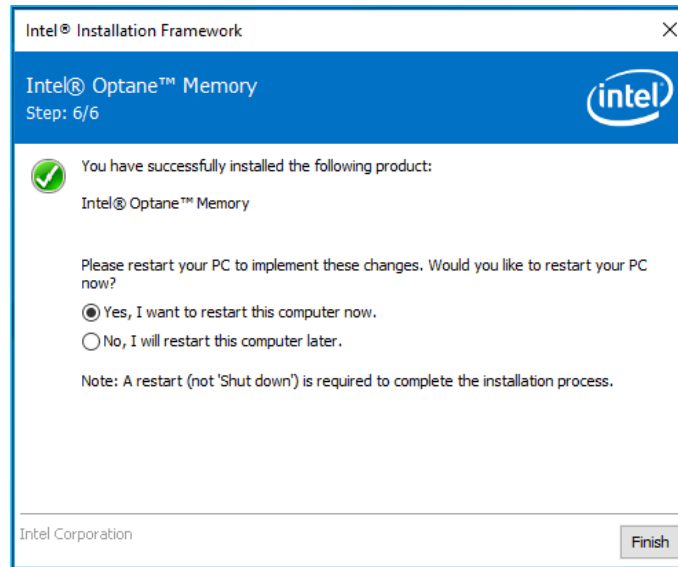 Intel® Installation Framework
Intel® Optane™ Memory
Step: 6/6
intel
You have successfully installed the following product:
Intel® Optane™ Memory
Please restart your PC to implement these changes. Would you like to restart your PC
now?
Yes, I want to restart this computer now.
No, I will restart this computer later.
Note: A restart (not 'Shut down') is required to complete the installation process.
Intel Corporation
Finish